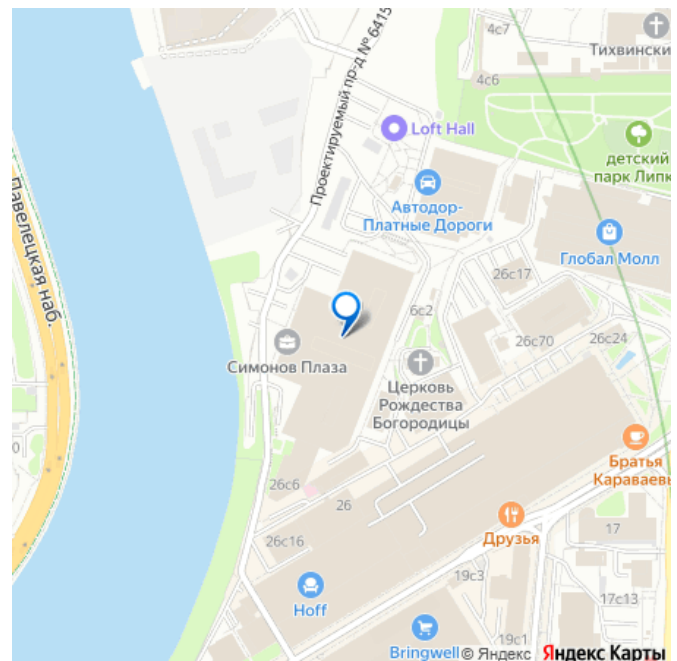 4с7
Тихвински
4с6
Проектируемый пр-д № 6415
Loft Hall
детский
парк Липк
Автодор-
Платные Дороги
Павелецкая наб.
Глобал Молл
26с17
6с2
26с70
26с24
Симонов Плаза
Церковь
Рождества
Богородицы
0
Братья
Караваевы
26с6
26
Друзья
17
26с16
19с3
Hoff
17с13
19с1
Bringwell
© Яндекс Яндекс Карты